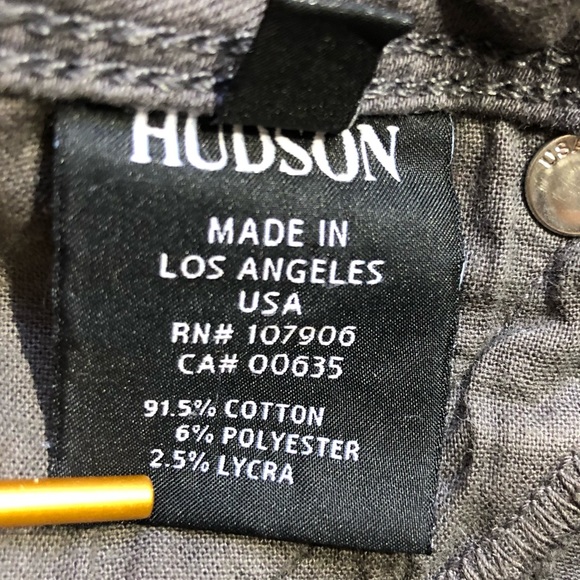 HUDSON
MADE IN
LOS ANGELES
USA
RN# 107906
CA# 00635
91.5% COTTON
6% POLYESTER
2.5% LYCRA